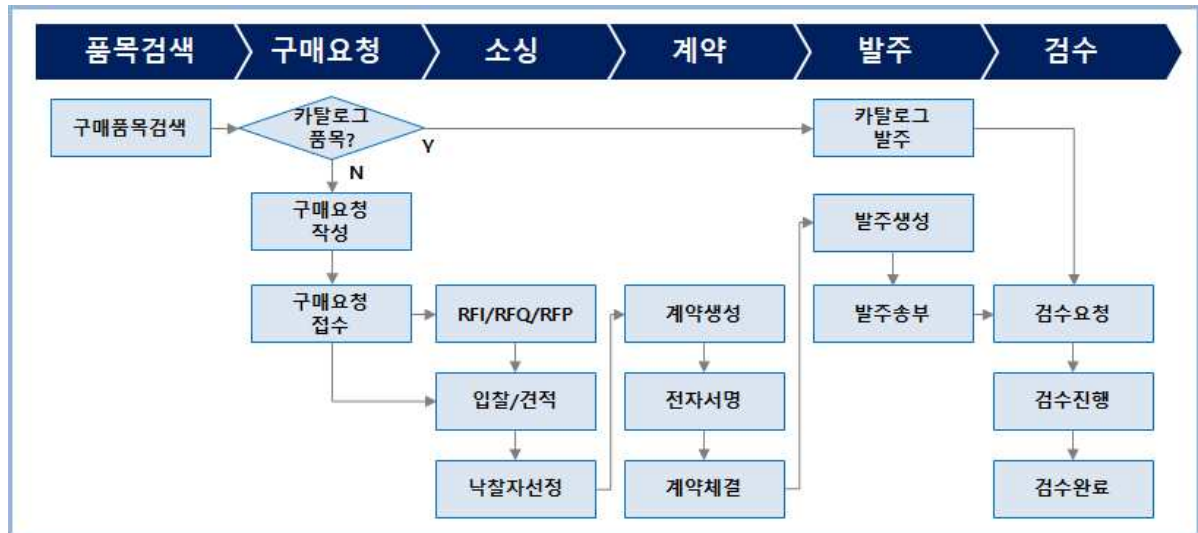 품목검색
구매요청
소싱
계약
발주
검수
구매품목검색
카탈로그
품목?
Y
N
카탈로그
발주
구매요청
작성
발주생성
구매요청
접수
RFI/RFQ/RFP
계약생성
발주송부
검수요청
입찰/견적
전자서명
검수진행
낙찰자선정
계약체결
검수완료